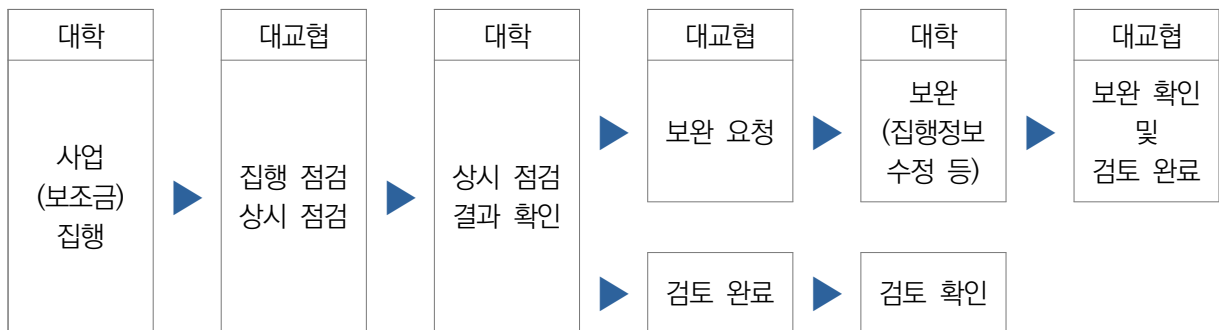 대학
사업
(보조금)
집행
대교협
집행 점검
상시 점검
대학
상시 점검
결과 확인
대교협
보완 요청
대학
보완
(집행정보
수정 등)
대교협
보완 확인
및
검토 완료
검토 완료
검토 확인